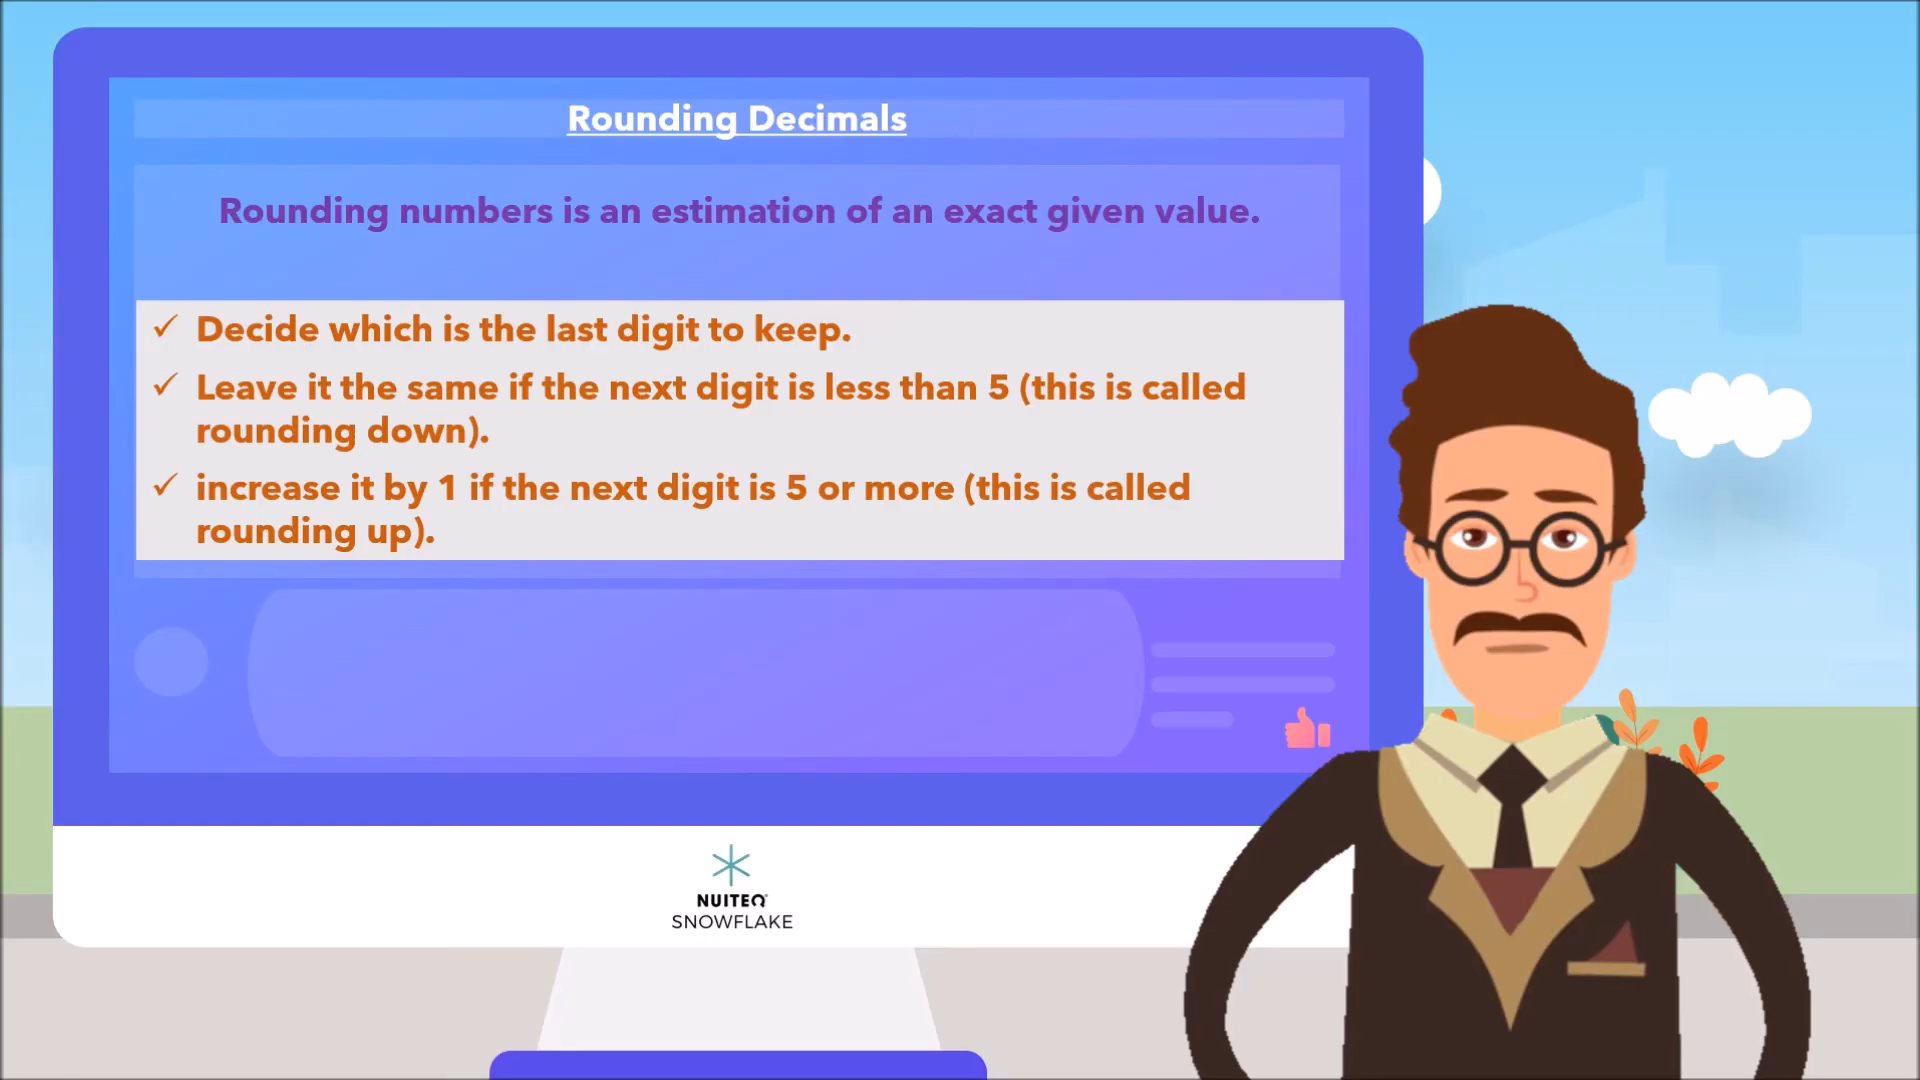 Rounding Decimals
Rounding numbers is an estimation of an exact given value.
✓ Decide which is the last digit to keep.
✓ Leave it the same if the next digit is less than 5 (this is called
rounding down).
✓ increase it by 1 if the next digit is 5 or more (this is called
rounding up).
NUITEQ
SNOWFLAKE